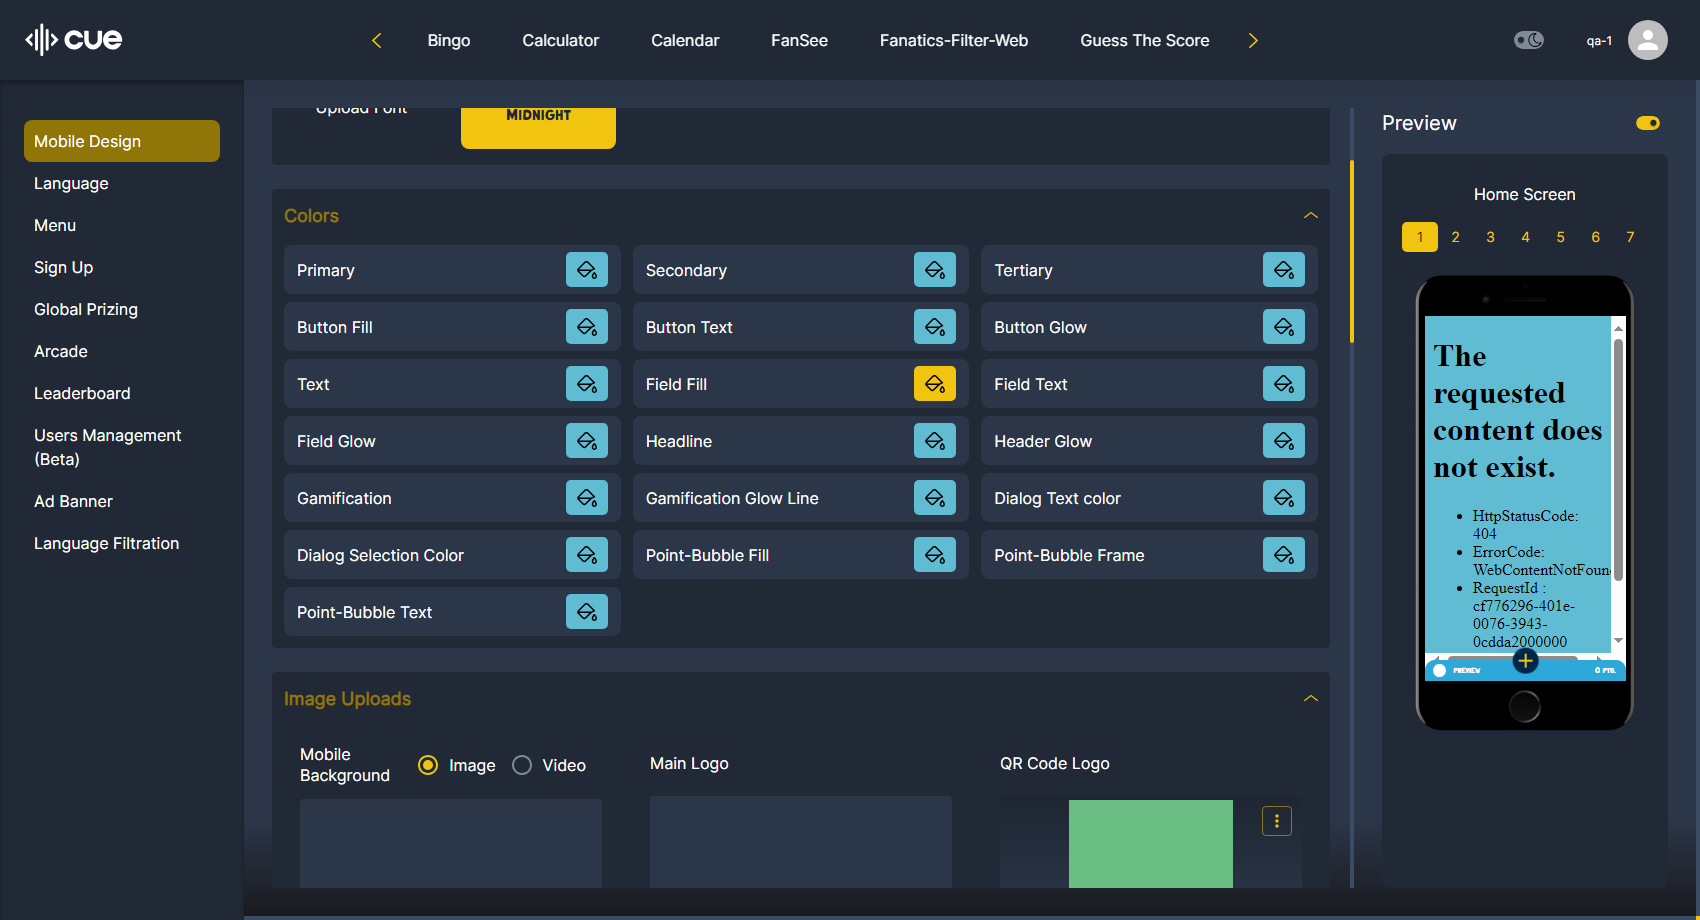 cue
Bingo
Calculator
Calendar
FanSee
Fanatics-Filter-Web
Guess The Score
qa-1
Mobile Design
Language
Menu
Sign Up
Global Prizing
Arcade
Leaderboard
Users Management
(Beta)
Ad Banner
Language Filtration
Upload Font
MIDNIGHT
Colors
Primary
Secondary
Tertiary
Button Fill
Button Text
Button Glow
Text
Field Fill
Field Text
Field Glow
Headline
Header Glow
Gamification
Gamification Glow Line
Dialog Text color
Dialog Selection Color
Point-Bubble Fill
Point-Bubble Frame
Point-Bubble Text
Image Uploads
Mobile
Background
Image
Video
Main Logo
QR Code Logo
Preview
Home Screen
1 2 3 4 5 6 7
The
requested
content does
not exist.
• HttpStatusCode:
404
• ErrorCode:
WebContentNotFoun
• RequestId :
cf776296-401e-
0076-3943-
0cdda2000000
PREVIEW
0 PTS.